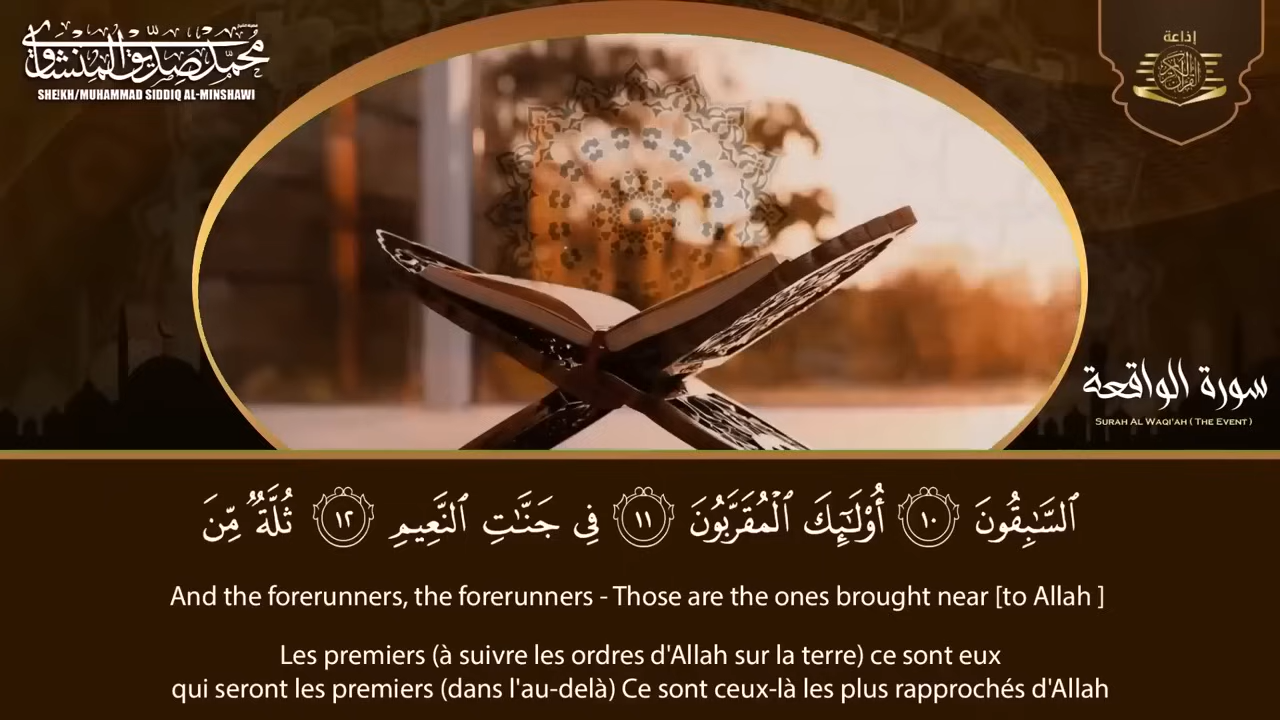 محمد صديق المنشاوي
SHEIKH/MUHAMMAD SIDDIQ AL-MINSHAWI
إذاعة
القرآن الكريم
سورة الواقعة
SURAH AL WAQI'AH ( THE EVENT )
ٱلسَّـٰبِقُونَ ١٠ أُو۟لَـٰٓئِكَ ٱلْمُقَرَّبُونَ ١١ فِى جَنَّـٰتِ ٱلنَّعِيمِ ١٢ ثُلَّةٌ مِّنَ
And the forerunners, the forerunners - Those are the ones brought near [to Allah ]
Les premiers (à suivre les ordres d'Allah sur la terre) ce sont eux
qui seront les premiers (dans l'au-delà) Ce sont ceux-là les plus rapprochés d'Allah